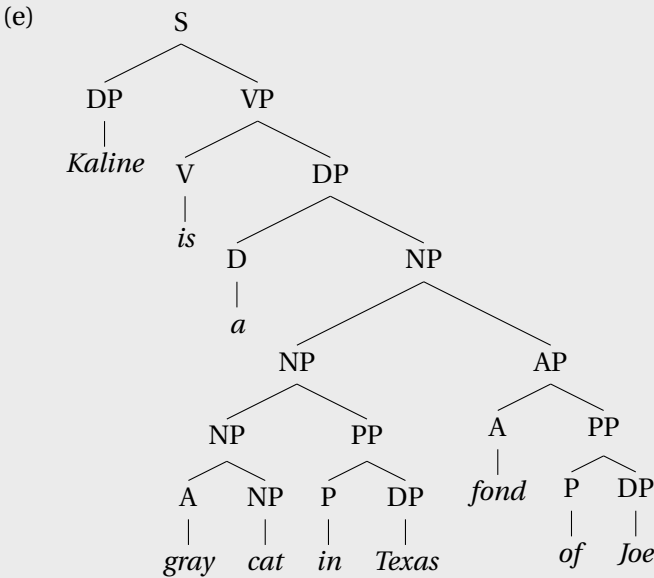 (e)
S
DP VP
Kaline V DP
is D NP
a
NP AP
NP PP A PP
A NP P DP fond P DP
gray cat in Texas of Joe